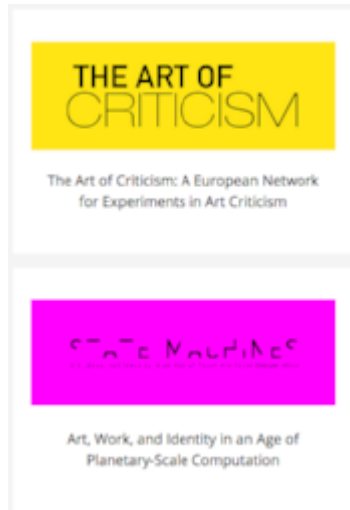 THE ART OF
CRITICISM
The Art of Criticism: A European Network
for Experiments in Art Criticism
STATE MACHINES
Art, Work, and Identity in an Age of
Planetary-Scale Computation